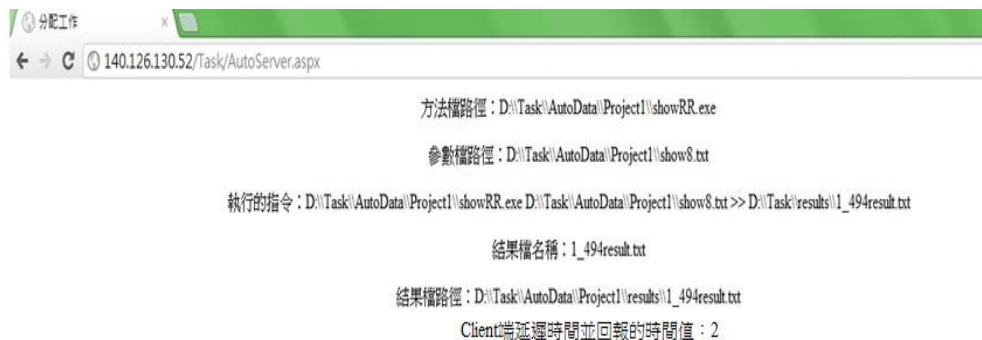 分配工作
140.126.130.52/Task/AutoServer.aspx
方法檔路徑：D:\\Task\\AutoData\\Project1\\showRR.exe
參數檔路徑：D:\\Task\\AutoData\\Project1\\show8.txt
執行的指令：D:\\Task\\AutoData\\Project1\\showRR.exe D:\\Task\\AutoData\\Project1\\show8.txt >> D:\\Task\\results\\1_494result.txt
結果檔名稱：1_494result.txt
結果檔路徑：D:\\Task\\AutoData\\Project1\\results\\1_494result.txt
Client端延遲時間並回報的時間值：2